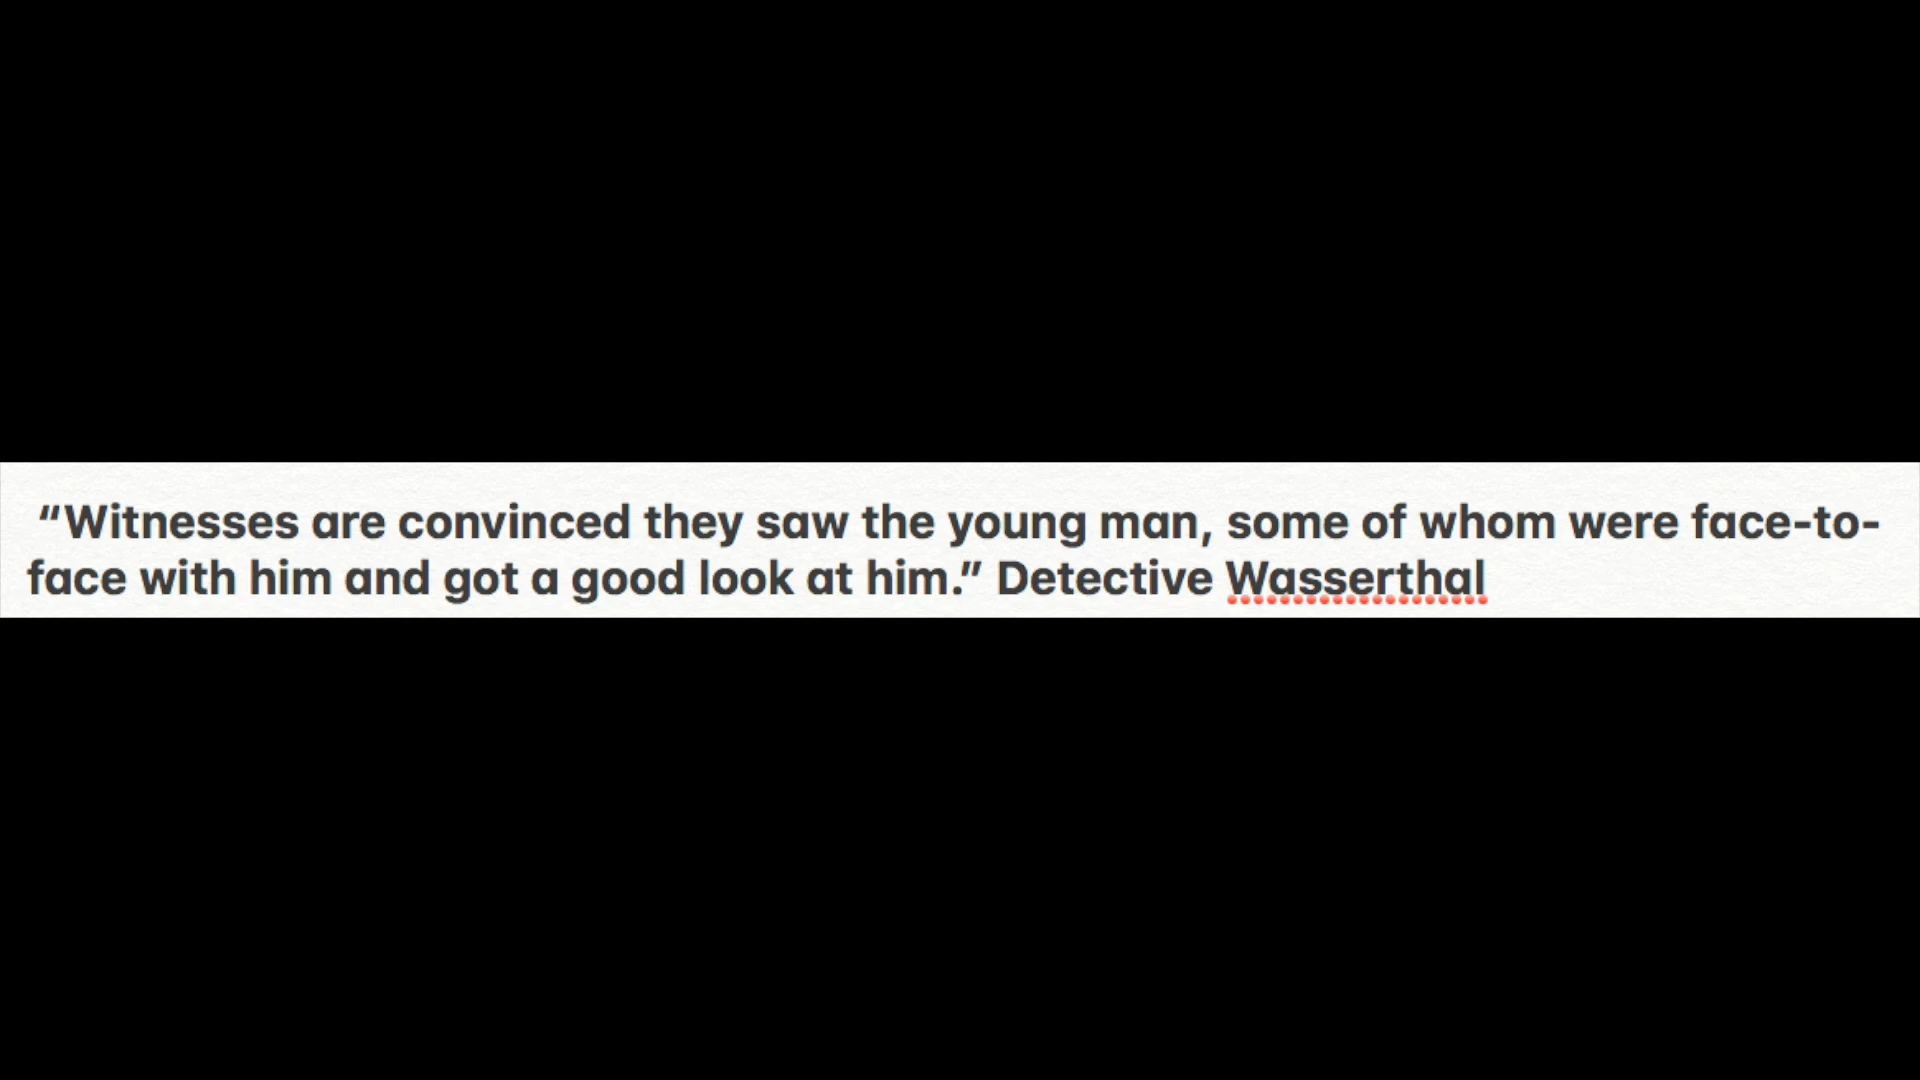 “Witnesses are convinced they saw the young man, some of whom were face-to-
face with him and got a good look at him.” Detective Wasserthal